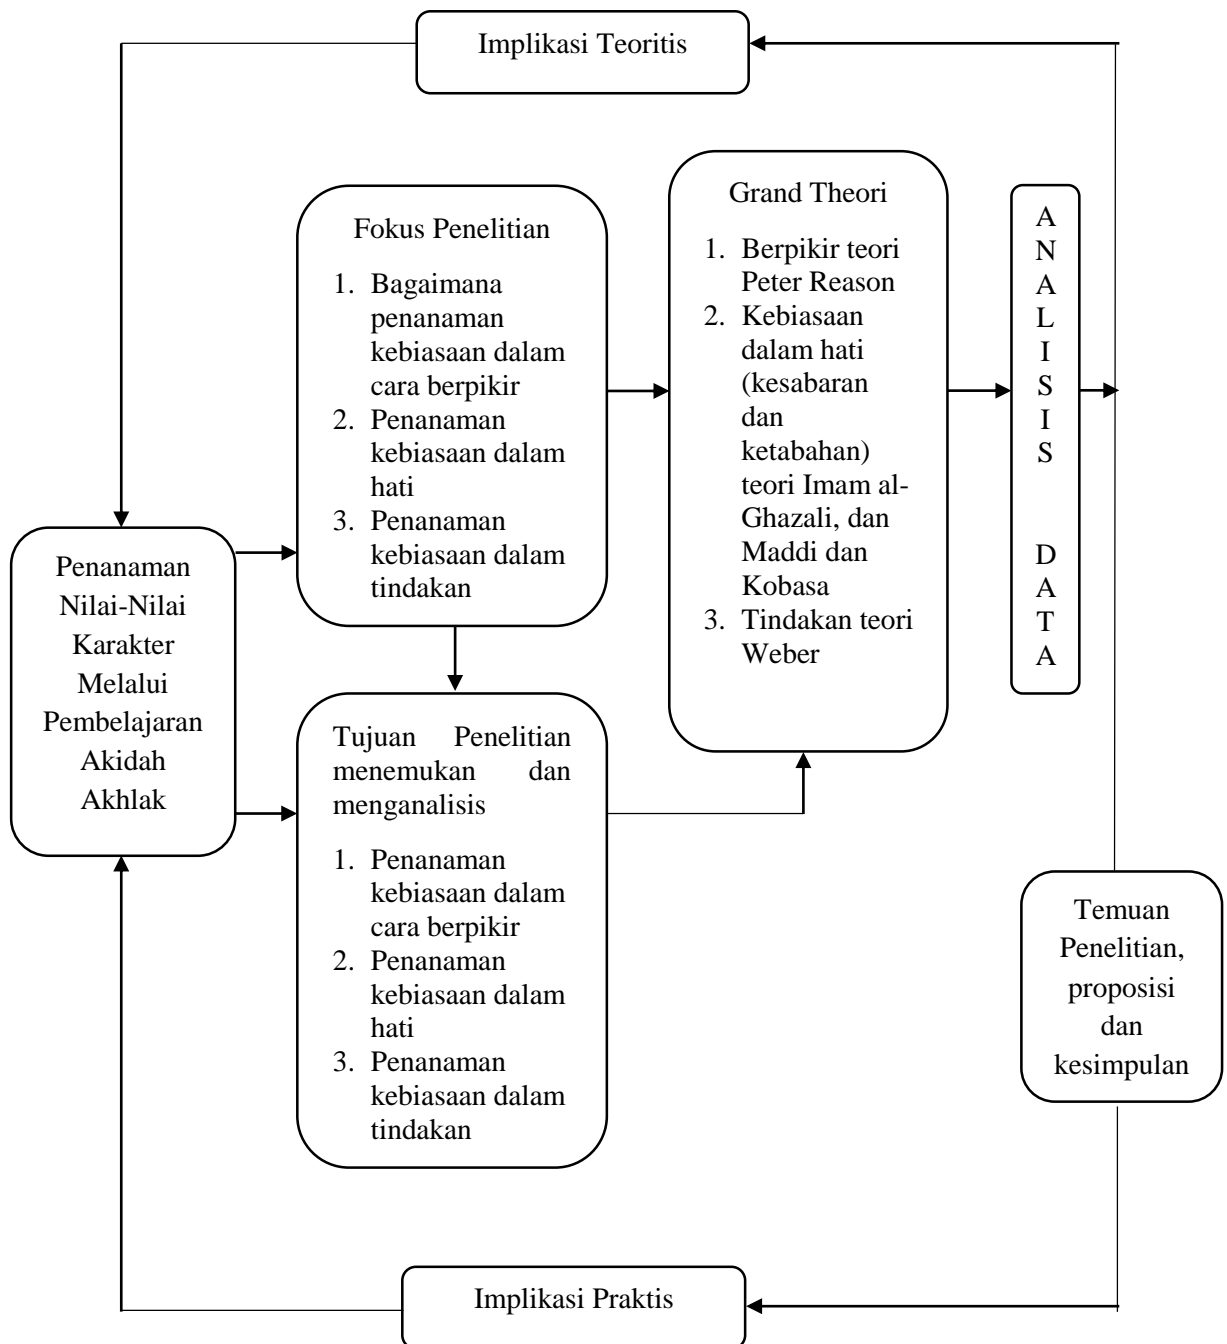 Implikasi Teoritis
Fokus Penelitian
1. Bagaimana
penanaman
kebiasaan dalam
cara berpikir
2. Penanaman
kebiasaan dalam
hati
3. Penanaman
kebiasaan dalam
tindakan
Grand Theori
1. Berpikir teori
Peter Reason
2. Kebiasaan
dalam hati
(kesabaran
dan
ketabahan)
teori Imam al-
Ghazali, dan
Maddi dan
Kobasa
3. Tindakan teori
Weber
A
N
A
L
I
S
I
S
D
A
T
A
Penanaman
Nilai-Nilai
Karakter
Melalui
Pembelajaran
Akidah
Akhlak
Tujuan Penelitian
menemukan dan
menganalisis
1. Penanaman
kebiasaan dalam
cara berpikir
2. Penanaman
kebiasaan dalam
hati
3. Penanaman
kebiasaan dalam
tindakan
Temuan
Penelitian,
proposisi
dan
kesimpulan
Implikasi Praktis